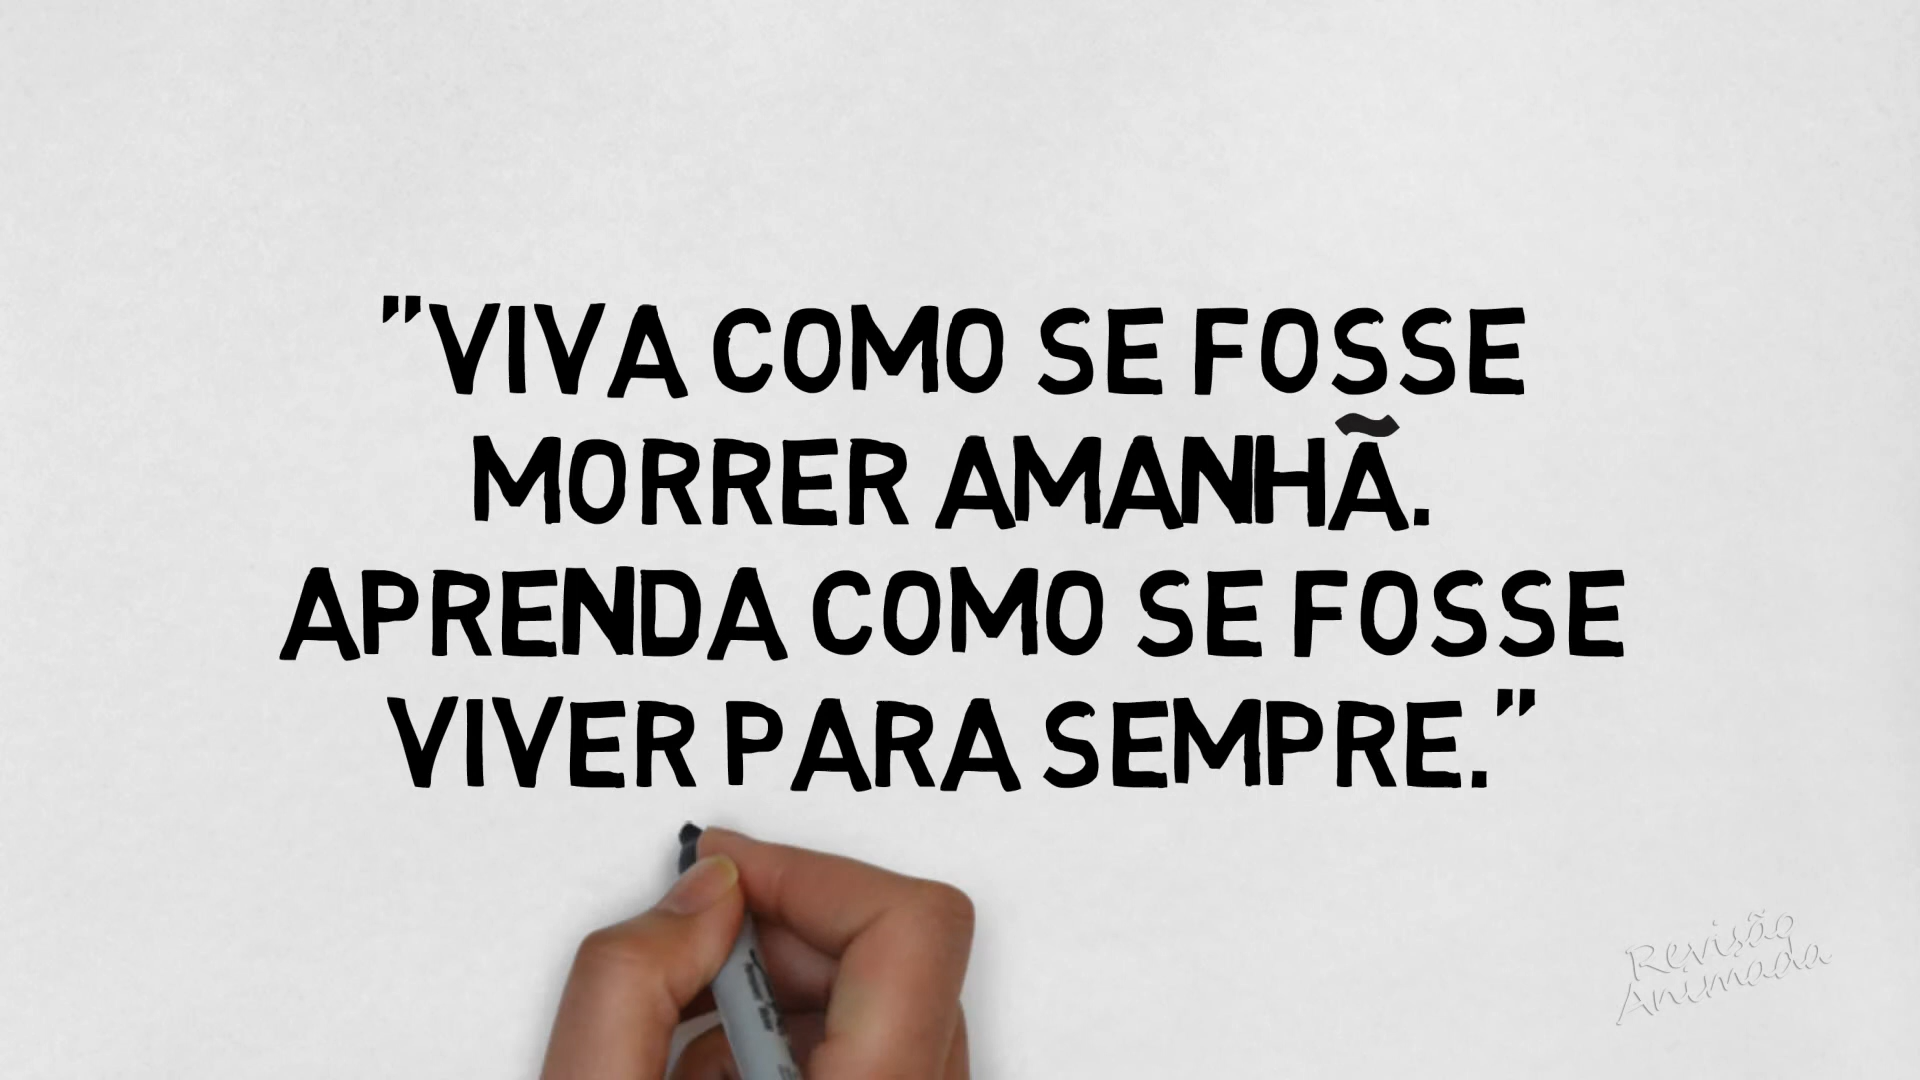 "VIVA COMO SE FOSSE
MORRER AMANHÃ.
APRENDA COMO SE FOSSE
VIVER PARA SEMPRE."
Revisão
Animada